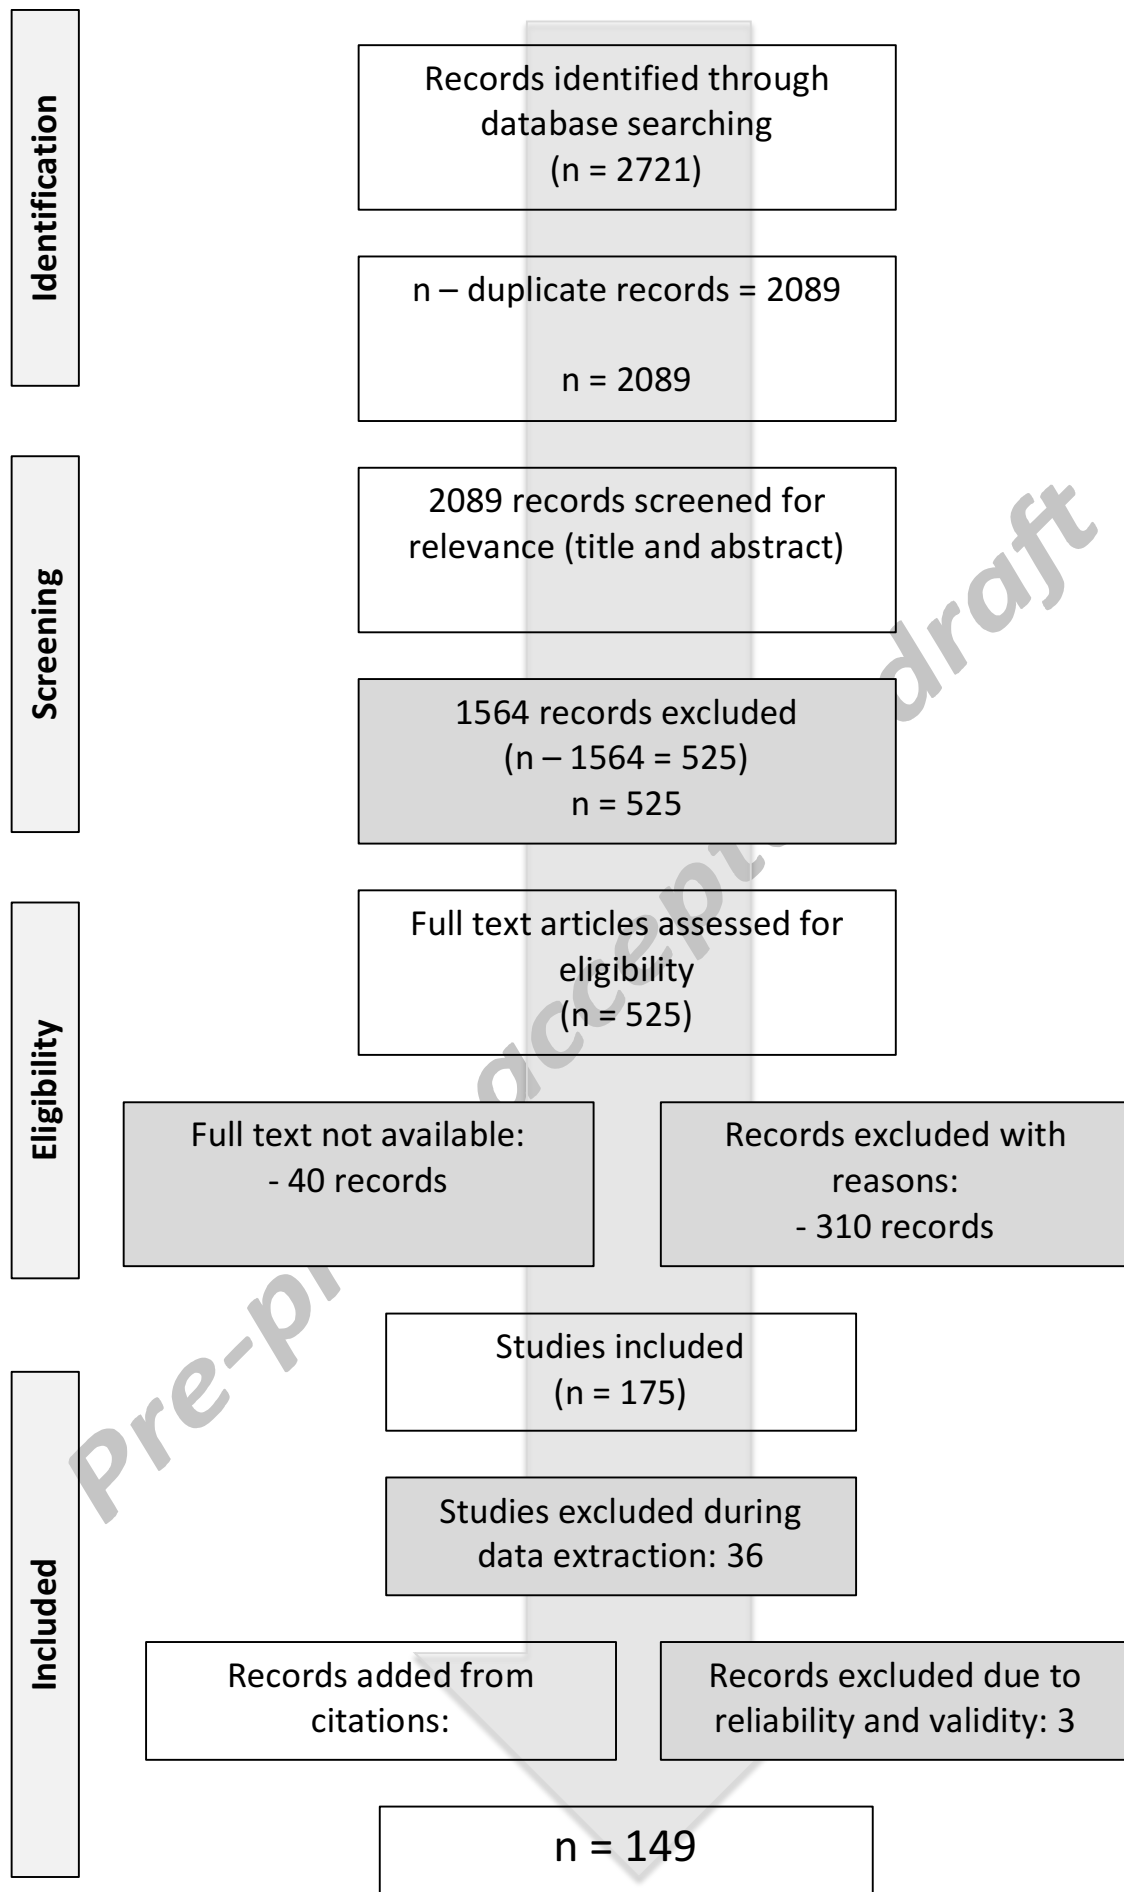 Identification
Records identified through
database searching
(n = 2721)
n – duplicate records = 2089
n = 2089
Screening
2089 records screened for
relevance (title and abstract)
1564 records excluded
(n – 1564 = 525)
n = 525
Eligibility
Full text articles assessed for
eligibility
(n = 525)
Full text not available:
- 40 records
Records excluded with
reasons:
- 310 records
Included
Studies included
(n = 175)
Studies excluded during
data extraction: 36
Records added from
citations:
Records excluded due to
reliability and validity: 3
n = 149
draft